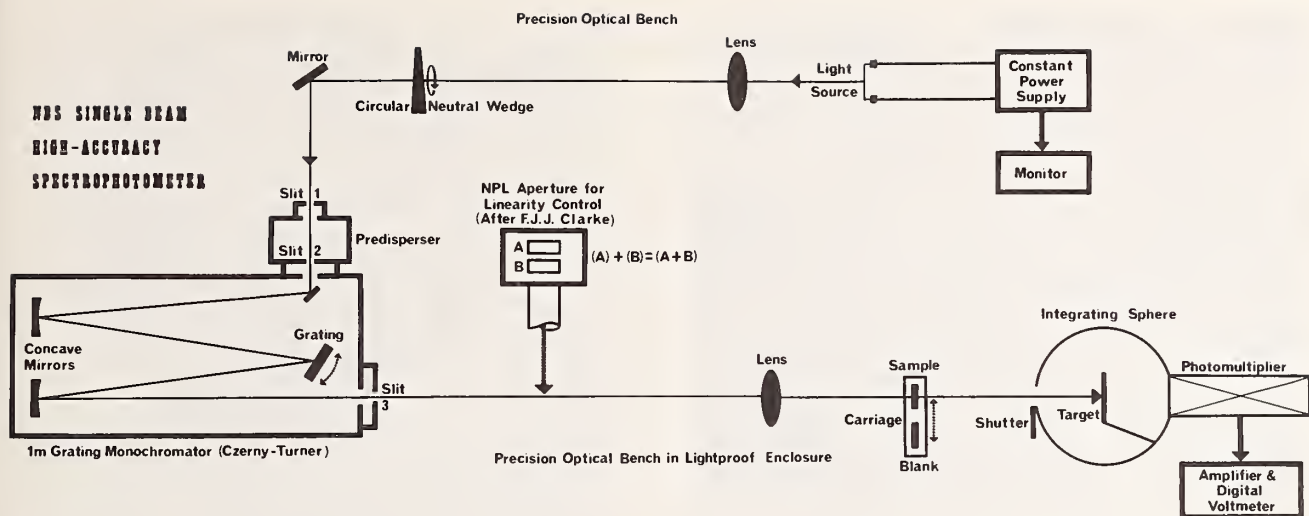 Precision Optical Bench
Mirror
Lens
Light
Source
Constant
Power
Supply
Circular Neutral Wedge
NBS SINGLE BEAM
HIGH-ACCURACY
SPECTROPHOTOMETER
Monitor
Slit 1
NPL Aperture for
Linearity Control
(After F.J.J. Clarke)
Predisperser
Slit 2
A
B
(A) + (B) = (A+B)
Integrating Sphere
Grating
Concave
Mirrors
Lens
Sample
Photomultiplier
Slit
3
Carriage
Shutter
Target
1m Grating Monochromator (Czerny-Turner)
Precision Optical Bench in Lightproof Enclosure
Blank
Amplifier &
Digital
Voltmeter